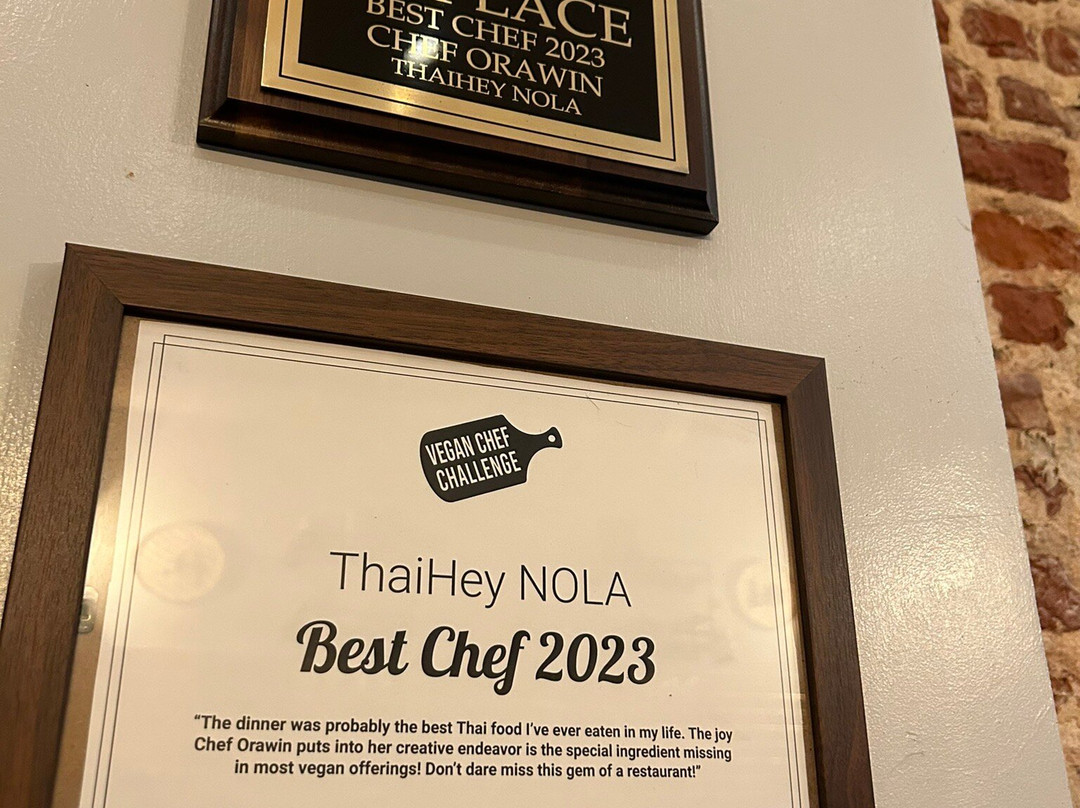 PLACE
BEST CHEF 2023
CHEF ORAWIN
THAIHEY NOLA
VEGAN CHEF
CHALLENGE
ThaiHey NOLA
Best Chef 2023
“The dinner was probably the best Thai food I’ve ever eaten in my life. The joy
Chef Orawin puts into her creative endeavor is the special ingredient missing
in most vegan offerings! Don’t dare miss this gem of a restaurant!”